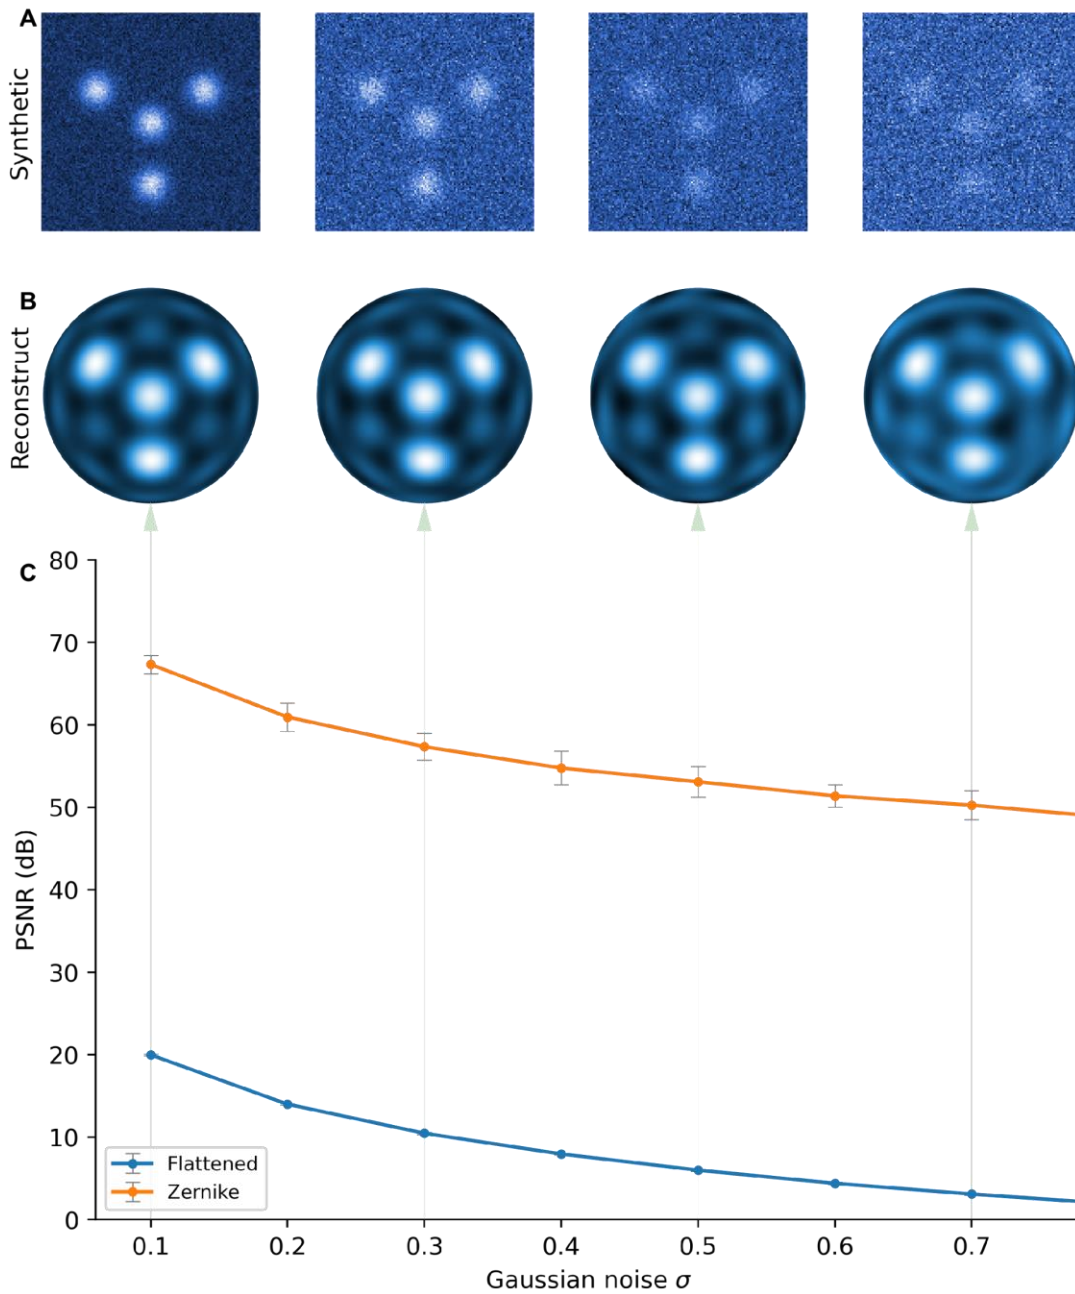 A
Synthetic
B
Reconstruct
C
80
70
60
50
40
30
20
10
0
PSNR (dB)
Flattened
Zernike
0.1 0.2 0.3 0.4 0.5 0.6 0.7
Gaussian noise σ